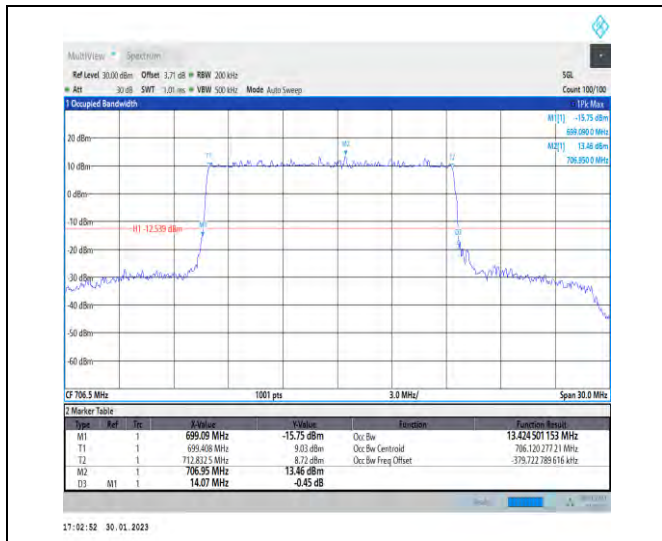 MultiView Spectrum
Ref Level 30.00 dBm Offset 3.71 dB RBW 200 kHz SGL
Att 30 dB SWT 1.01 ms VBW 500 kHz Mode Auto Sweep Count 100/100
1 Occupied Bandwidth 1Pk Max
M1[1] -15.75 dBm
699.0900 MHz
M2[1] 13.46 dBm
706.9500 MHz
20 dBm
M2
T1 T2
10 dBm
0 dBm
-10 dBm
H1 -12.539 dBm M1
D3
-20 dBm
-30 dBm
-40 dBm
-50 dBm
-60 dBm
CF 706.5 MHz 1001 pts 3.0 MHz/ Span 30.0 MHz
2 Marker Table
Type Ref Trc X-Value Y-Value Function Function Result
M1 1 699.09 MHz -15.75 dBm Occ Bw 13.424 501 153 MHz
T1 1 699.408 MHz 9.03 dBm Occ Bw Centroid 706.120 277 21 MHz
T2 1 712.832 5 MHz 8.72 dBm Occ Bw Freq Offset -379.722 789 616 kHz
M2 1 706.95 MHz 13.46 dBm
D3 M1 1 14.07 MHz -0.45 dB
17:02:52 30.01.2023